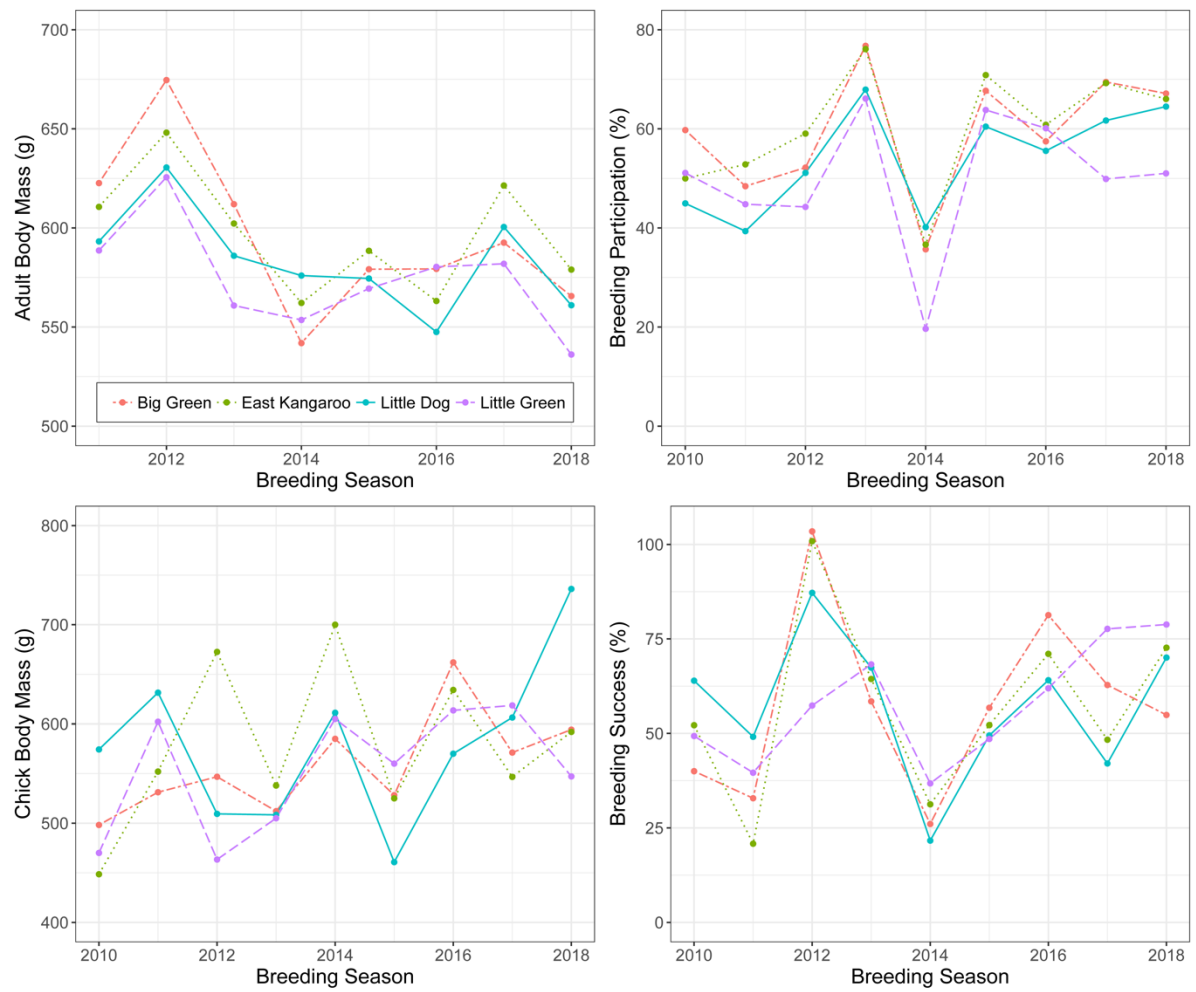 Adult Body Mass (g)
700
650
600
550
500
Big Green East Kangaroo Little Dog Little Green
2012 2014 2016 2018
Breeding Season
Breeding Participation (%)
80
60
40
20
0
2010 2012 2014 2016 2018
Breeding Season
Chick Body Mass (g)
800
700
600
500
400
2010 2012 2014 2016 2018
Breeding Season
Breeding Success (%)
100
75
50
25
0
2010 2012 2014 2016 2018
Breeding Season